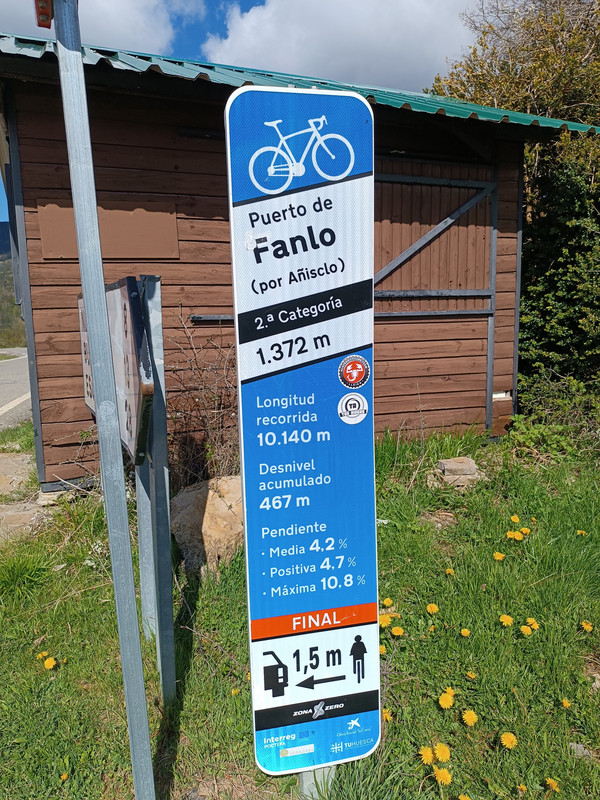 Puerto de
Fanlo
(por Añisclo)
2.ª Categoría
1.372 m
Longitud
recorrida
10.140 m
Desnivel
acumulado
467 m
Pendiente
· Media 4.2 %
· Positiva 4.7 %
· Máxima 10.8 %
FINAL
1,5 m
ZONA ZERO
Interreg
POCTEFA
TUHUESCA